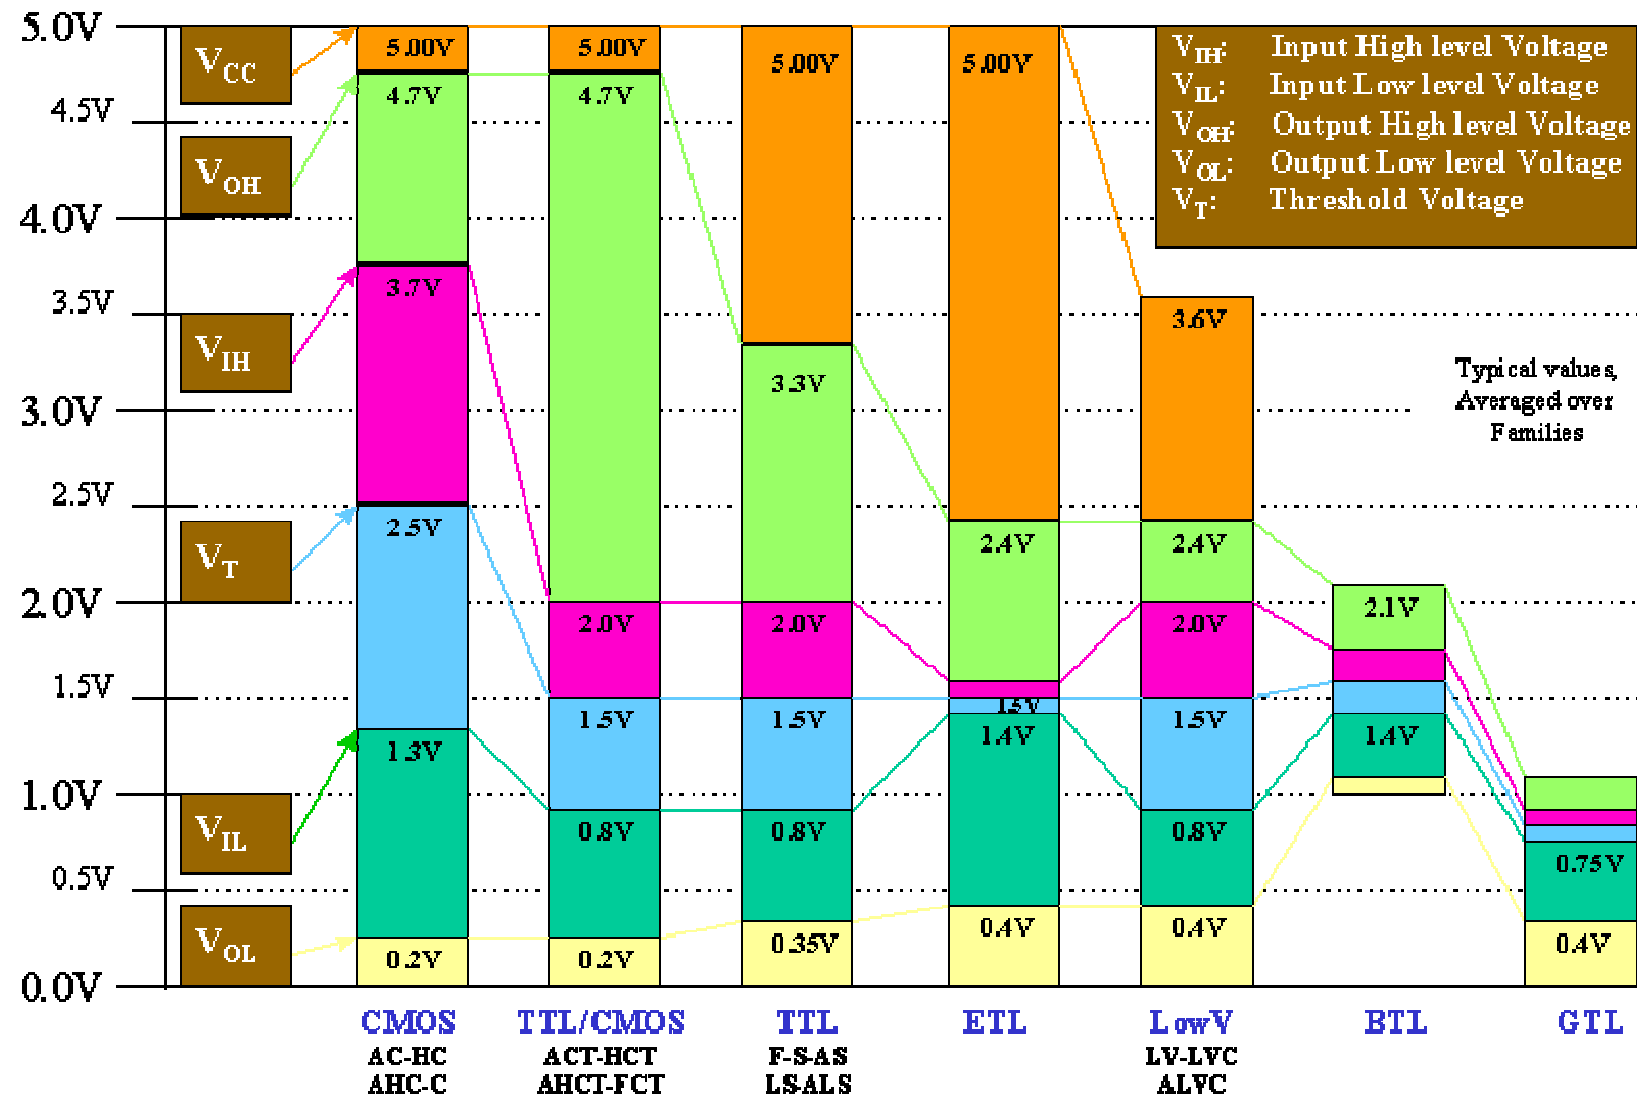 5.0V
4.5V
4.0V
3.5V
3.0V
2.5V
2.0V
1.5V
1.0V
0.5V
0.0V
VCC
VOH
VIH
VT
VIL
VOL
5.00V
4.7V
3.7V
2.5V
1.3V
0.2V
CMOS
AC-HC
AHC-C
5.00V
4.7V
2.0V
1.5V
0.8V
0.2V
TTL/CMOS
ACT-HCT
AHCT-FCT
5.00V
3.3V
2.0V
1.5V
0.8V
0.35V
TTL
F-S-AS
LS-ALS
5.00V
2.4V
1.5V
1.4V
0.4V
ETL
3.6V
2.4V
2.0V
1.5V
0.8V
0.4V
LowV
LV-LVC
ALVC
2.1V
1.4V
BTL
0.75V
0.4V
GTL
VIH: Input High level Voltage
VIL: Input Low level Voltage
VOH: Output High level Voltage
VOL: Output Low level Voltage
VT: Threshold Voltage
Typical values,
Averaged over
Families